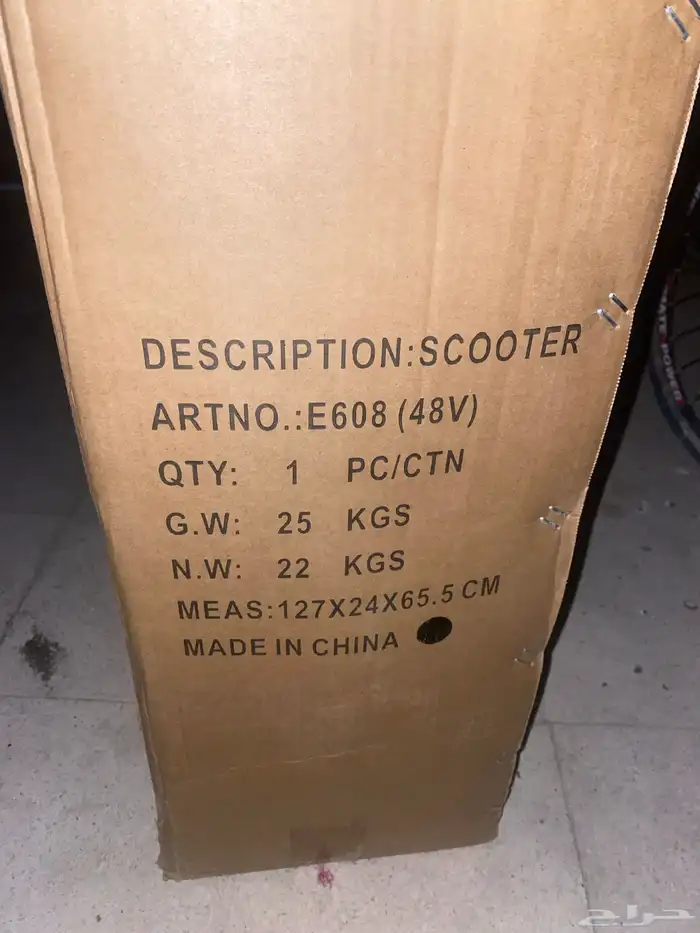 DESCRIPTION:SCOOTER
ARTNO.:E608 (48V)
QTY: 1 PC/CTN
G.W: 25 KGS
N.W: 22 KGS
MEAS:127X24X65.5 CM
MADE IN CHINA
POWER
حراج